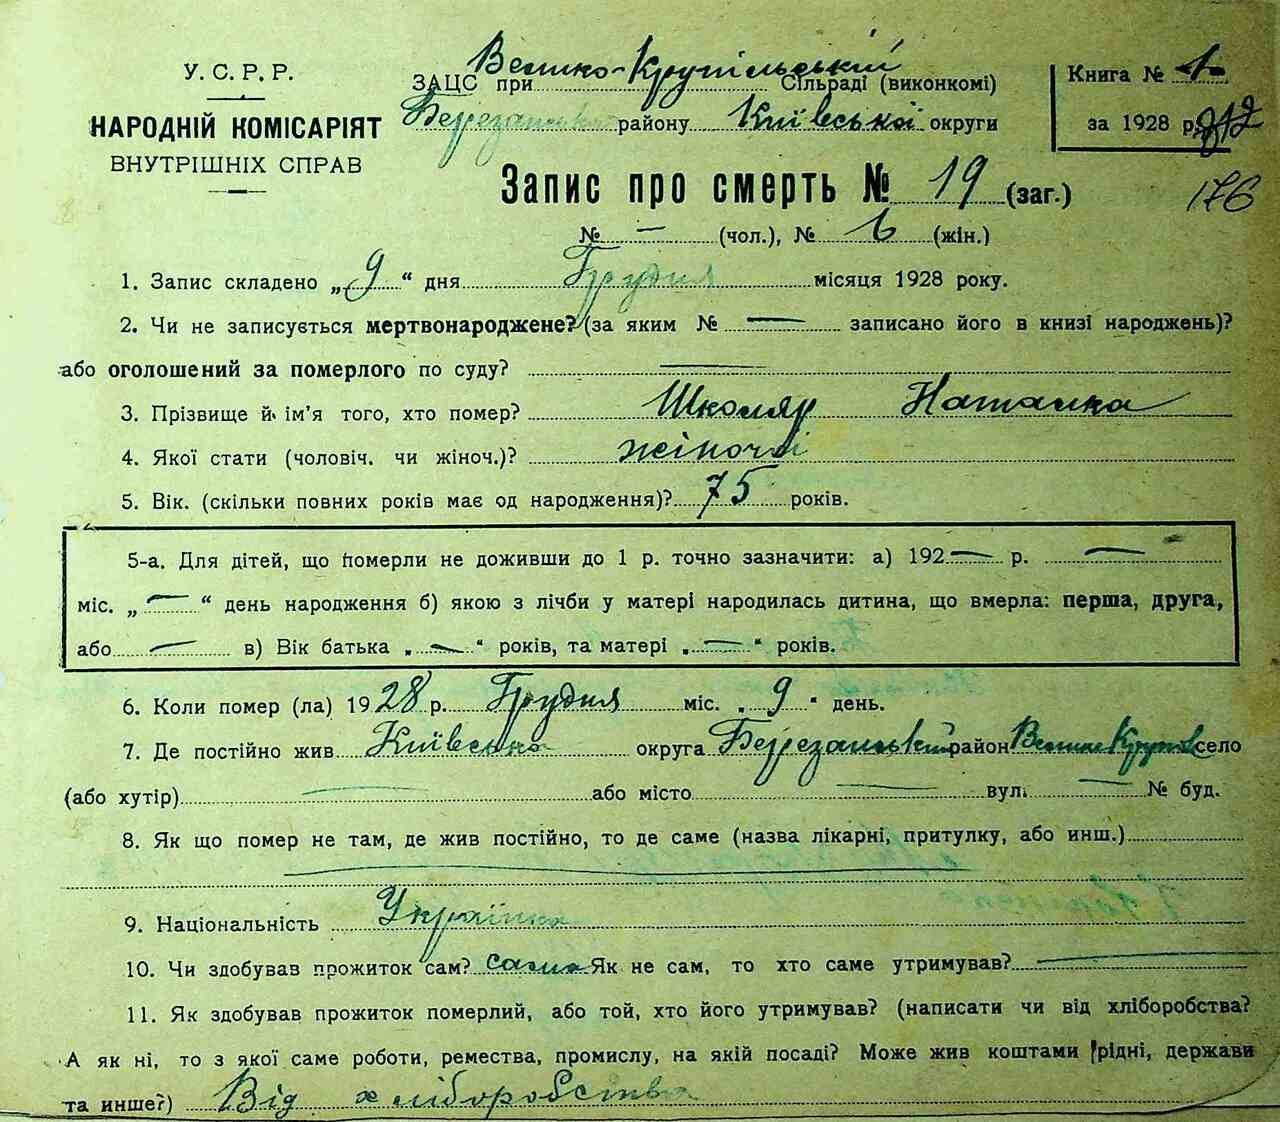 У. С. Р. Р.
НАРОДНІЙ КОМІСАРІЯТ
ВНУТРІШНІХ СПРАВ
ЗАЦС при Велико-Крупільській Сільраді (виконкомі)
Березанського району Київської округи
Книга № 1
за 1928 р.
212
176
Запис про смерть № 19 (заг.)
№ — (чол.), № 6 (жін.)
1. Запис складено „9“ дня Грудня місяця 1928 року.
2. Чи не записується мертвонароджене? (за яким № — записано його в книзі народжень)?
або оголошений за померлого по суду? —
3. Прізвище й ім’я того, хто помер? Школяр Наталка
4. Якої стати (чоловіч. чи жіноч.)? жіночої
5. Вік. (скільки повних років має од народження)? 75 років.
5-а. Для дітей, що померли не доживши до 1 р. точно зазначити: а) 192— р. —
міс. „—“ день народження б) якою з лічби у матері народилась дитина, що вмерла: перша, друга,
або — в) Вік батька „—“ років, та матері „—“ років.
6. Коли помер (ла) 1928 р. Грудня міс. „9“ день.
7. Де постійно жив Київська округа Березанський район Велике Крупол село
(або хутір) — або місто — вул. — № буд.
8. Як що помер не там, де жив постійно, то де саме (назва лікарні, притулку, або инш.)
—
9. Національність Українка
10. Чи здобував прожиток сам? сама Як не сам, то хто саме утримував? —
11. Як здобував прожиток померлий, або той, хто його утримував? (написати чи від хліборобства?
А як ні, то з якої саме роботи, ремества, промислу, на якій посаді? Може жив коштами рідні, держави
та инше?) Від хліборобства